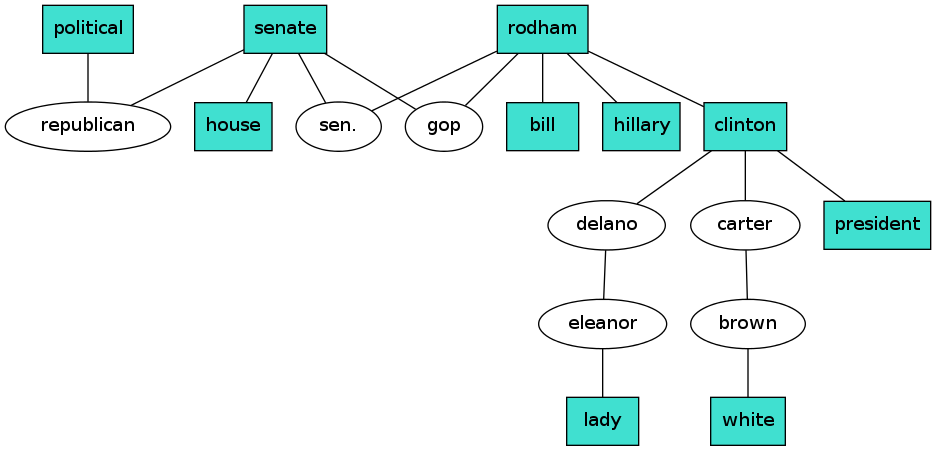 political
senate
rodham
republican
house
sen.
gop
bill
hillary
clinton
delano
carter
president
eleanor
brown
lady
white